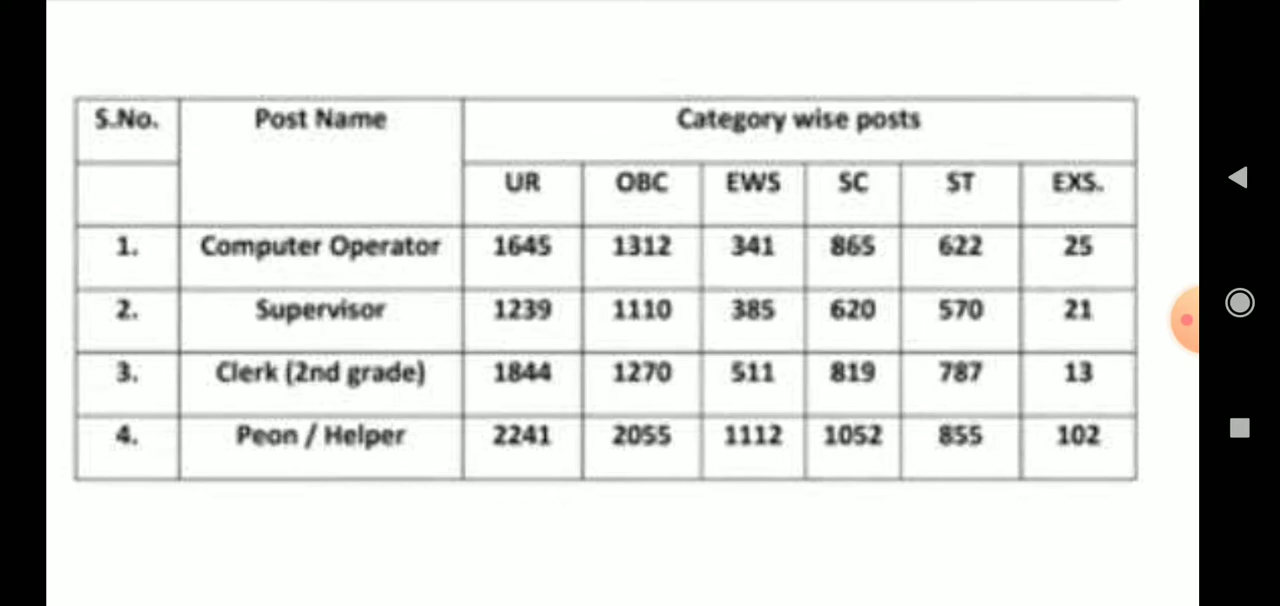 S.No. Post Name Category wise posts
UR OBC EWS SC ST EXS.
1. Computer Operator 1645 1312 341 865 622 25
2. Supervisor 1239 1110 385 620 570 21
3. Clerk (2nd grade) 1844 1270 511 819 787 13
4. Peon / Helper 2241 2055 1112 1052 855 102